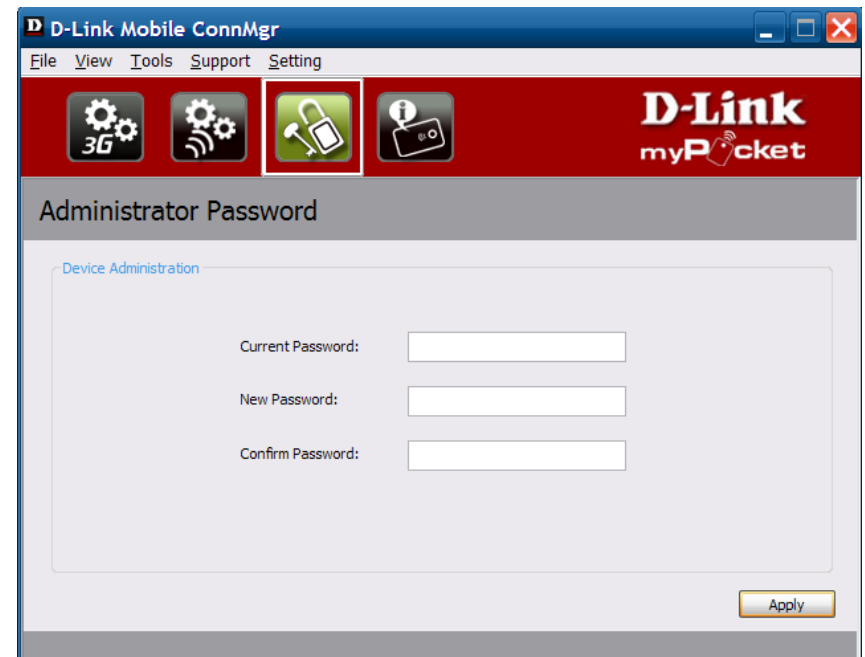 D D-Link Mobile ConnMgr
File View Tools Support Setting
3G
i
D-Link
myPocket
Administrator Password
Device Administration
Current Password:
New Password:
Confirm Password:
Apply